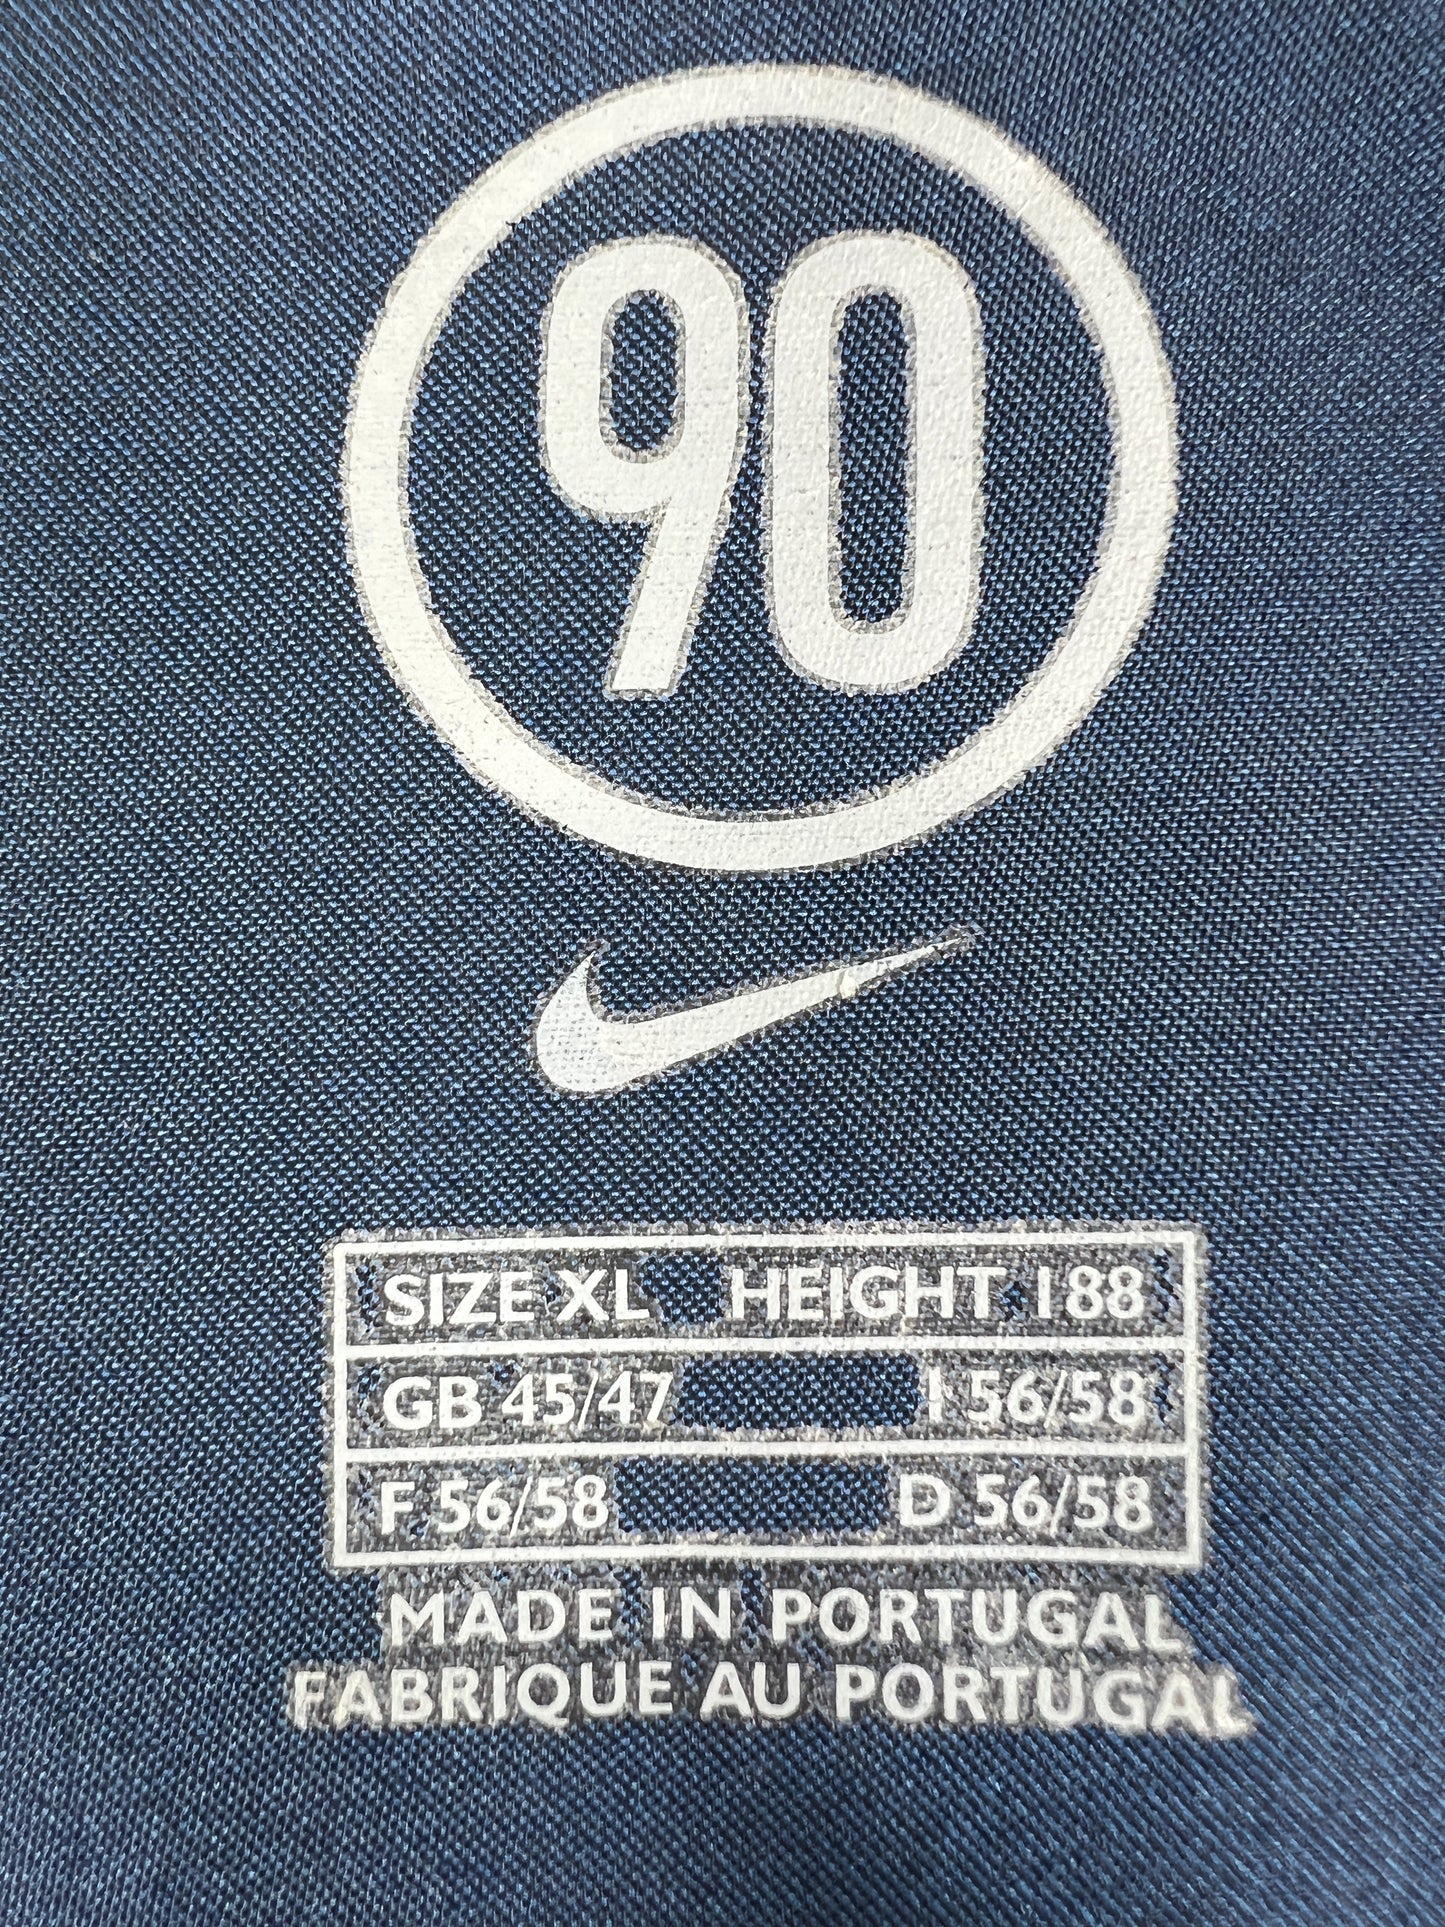 90
SIZE XL HEIGHT 188
GB 45/47 I 56/58
F 56/58 D 56/58
MADE IN PORTUGAL
FABRIQUE AU PORTUGAL